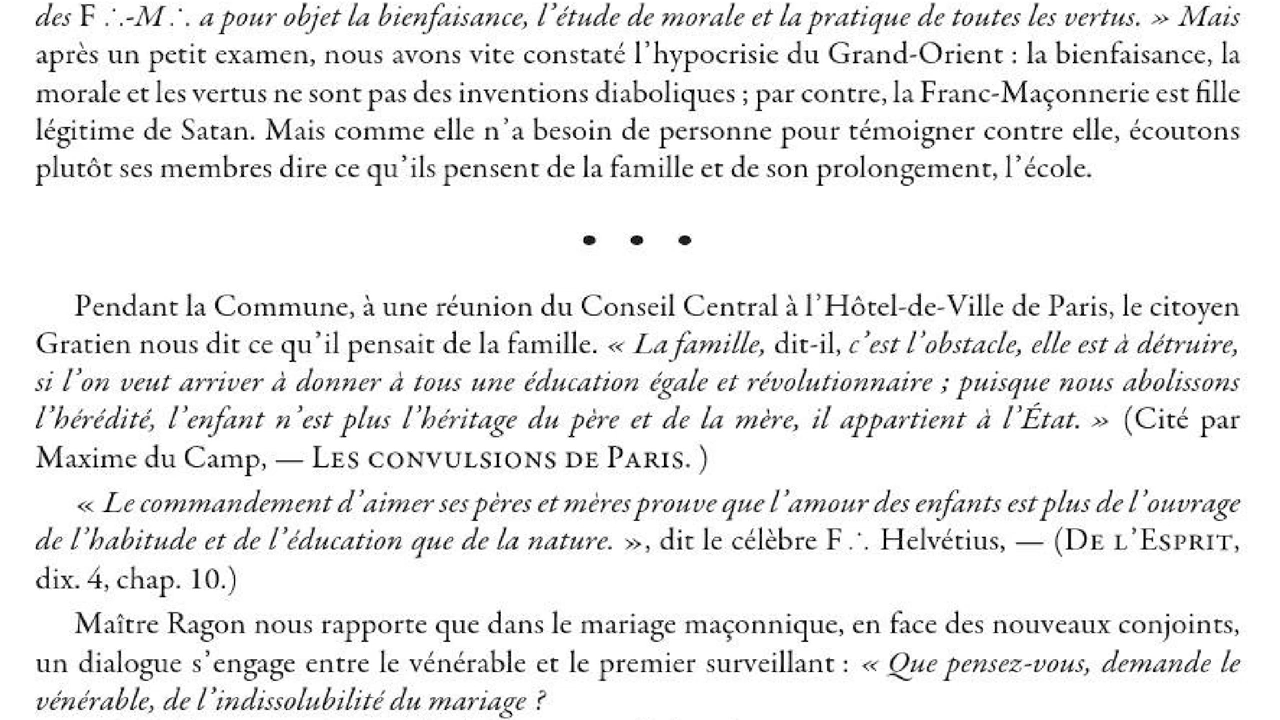 des F ∴-M∴ a pour objet la bienfaisance, l'étude de morale et la pratique de toutes les vertus. » Mais
après un petit examen, nous avons vite constaté l'hypocrisie du Grand-Orient : la bienfaisance, la
morale et les vertus ne sont pas des inventions diaboliques ; par contre, la Franc-Maçonnerie est fille
légitime de Satan. Mais comme elle n'a besoin de personne pour témoigner contre elle, écoutons
plutôt ses membres dire ce qu'ils pensent de la famille et de son prolongement, l'école.
• • •
Pendant la Commune, à une réunion du Conseil Central à l'Hôtel-de-Ville de Paris, le citoyen
Gratien nous dit ce qu'il pensait de la famille. « La famille, dit-il, c'est l'obstacle, elle est à détruire,
si l'on veut arriver à donner à tous une éducation égale et révolutionnaire ; puisque nous abolissons
l'hérédité, l'enfant n'est plus l'héritage du père et de la mère, il appartient à l'État. » (Cité par
Maxime du Camp, — LES CONVULSIONS DE PARIS. )
« Le commandement d'aimer ses pères et mères prouve que l'amour des enfants est plus de l'ouvrage
de l'habitude et de l'éducation que de la nature. », dit le célèbre F∴ Helvétius, — (DE L'ESPRIT,
dix. 4, chap. 10.)
Maître Ragon nous rapporte que dans le mariage maçonnique, en face des nouveaux conjoints,
un dialogue s'engage entre le vénérable et le premier surveillant : « Que pensez-vous, demande le
vénérable, de l'indissolubilité du mariage ?